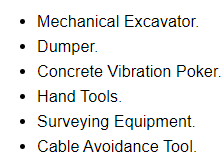 • Mechanical Excavator.
• Dumper.
• Concrete Vibration Poker.
• Hand Tools.
• Surveying Equipment.
• Cable Avoidance Tool.